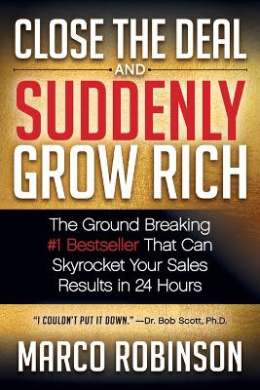 CLOSE THE DEAL
AND
SUDDENLY
GROW RICH
The Ground Breaking
#1 Bestseller That Can
Skyrocket Your Sales
Results in 24 Hours
"I COULDN'T PUT IT DOWN." —Dr. Bob Scott, Ph.D.
MARCO ROBINSON